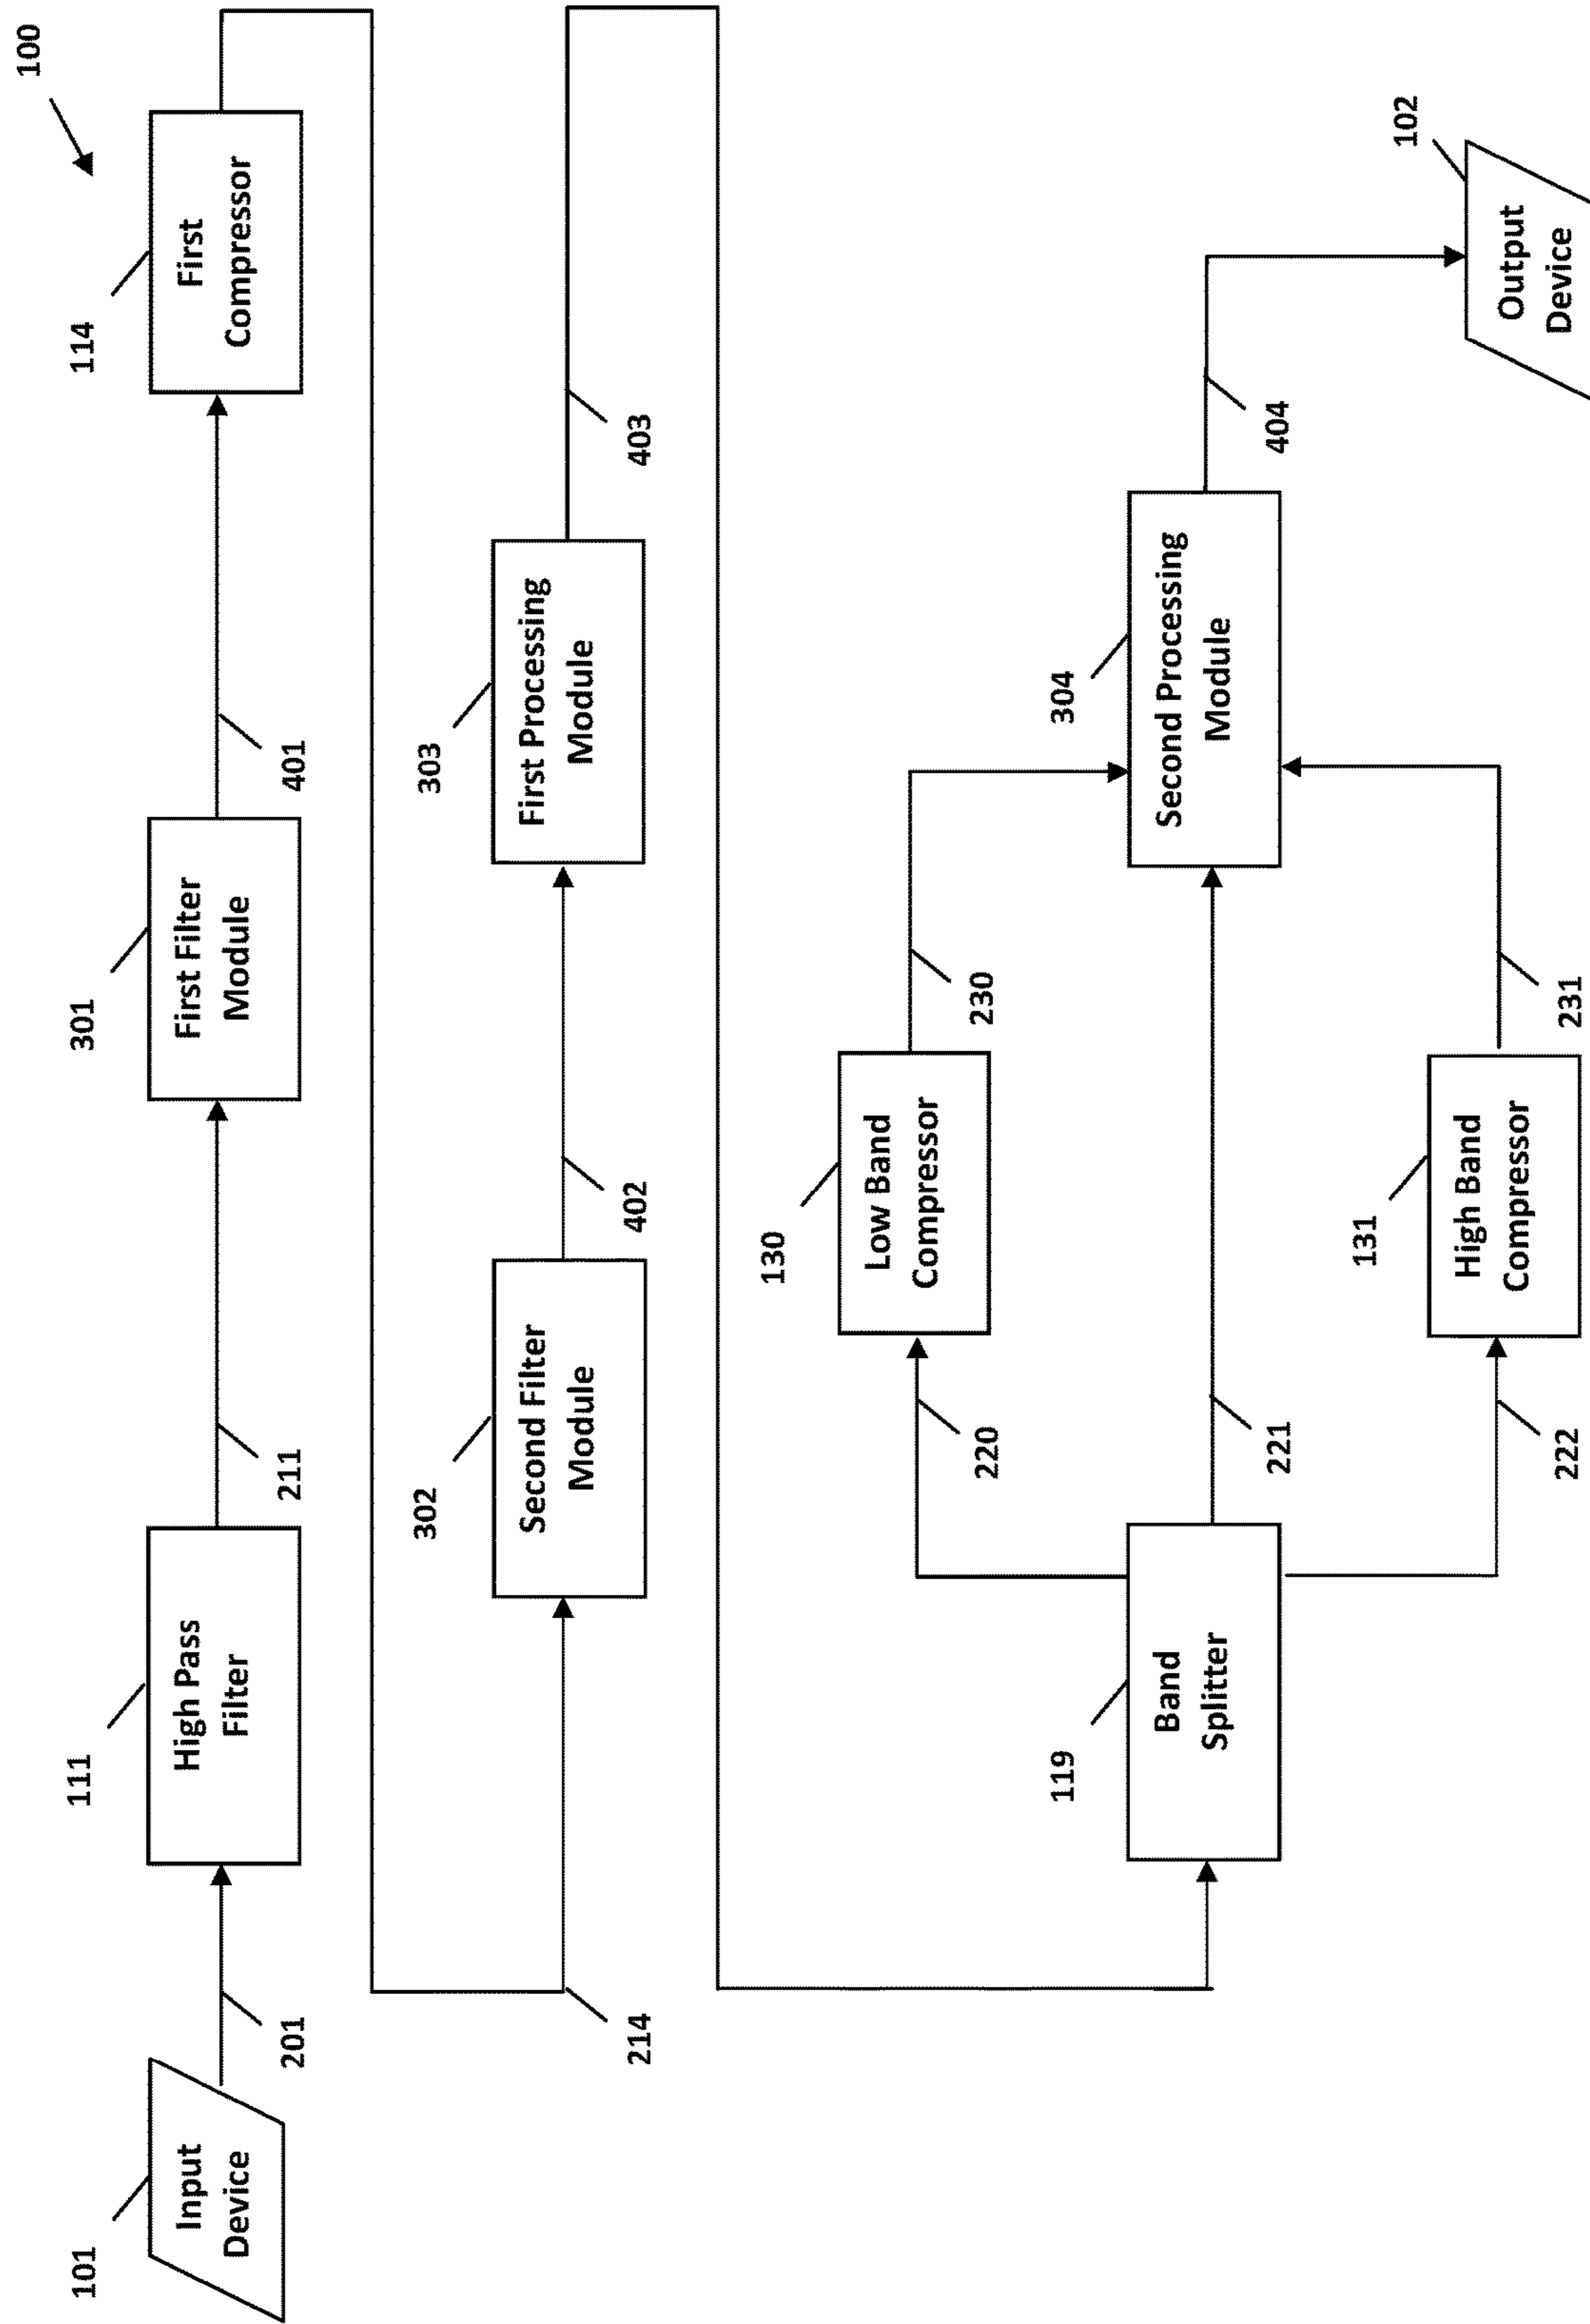 100
101
Input
Device
201
111
High Pass
Filter
211
301
First Filter
Module
401
114
First
Compressor
214
302
Second Filter
Module
402
303
First Processing
Module
403
119
Band
Splitter
220
221
222
130
Low Band
Compressor
230
131
High Band
Compressor
231
304
Second Processing
Module
404
102
Output
Device